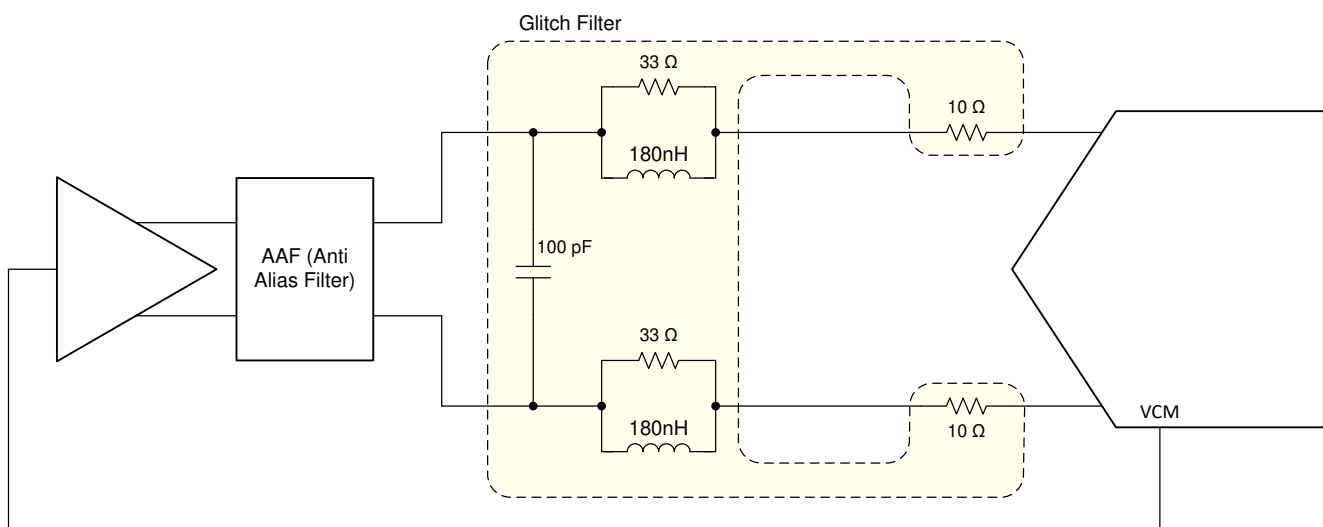 Glitch Filter
33 Ω
10 Ω
180nH
AAF (Anti
Alias Filter)
100 pF
33 Ω
180nH
10 Ω
VCM